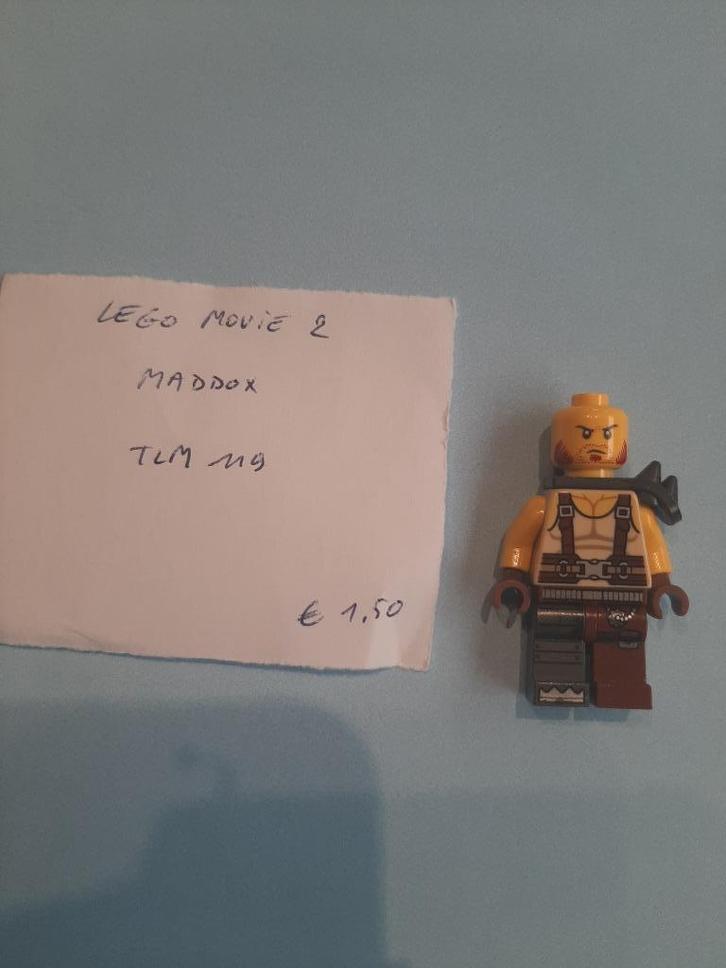 LEGO MOVIE 2
MADDOX
TLM 119
€ 1.50